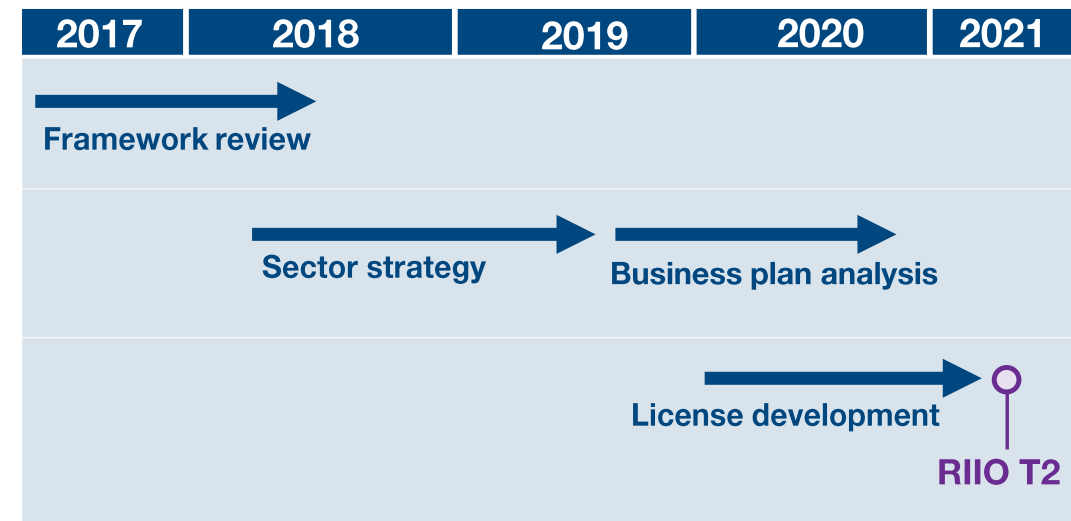 2017 2018 2019 2020 2021
Framework review
Sector strategy
Business plan analysis
License development
RIIO T2